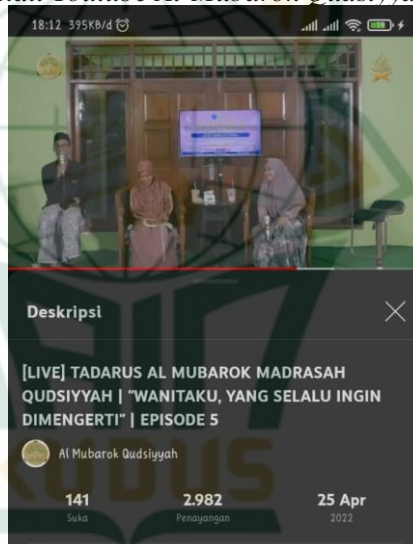 18:12 395KB/d
Deskripsi
[LIVE] TADARUS AL MUBAROK MADRASAH
QUDSIYYAH | "WANITAKU, YANG SELALU INGIN
DIMENGERTI" | EPISODE 5
Al Mubarok Qudsiyyah
141 2.982 25 Apr
Suka Penayangan 2022
KUDUS